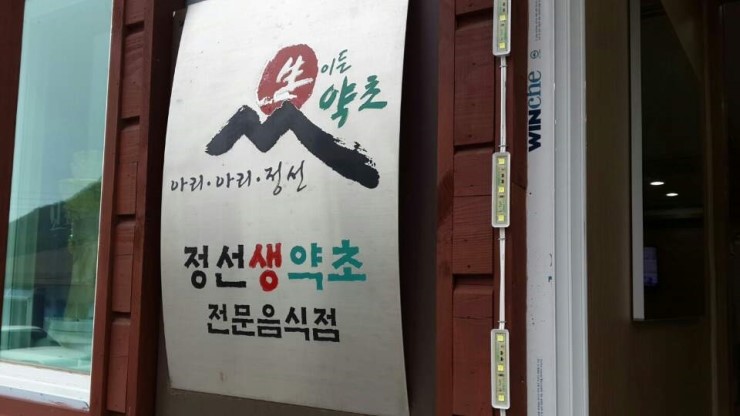 生이든
약초
아리·아리·정선
정선생약초
전문음식점
WINche